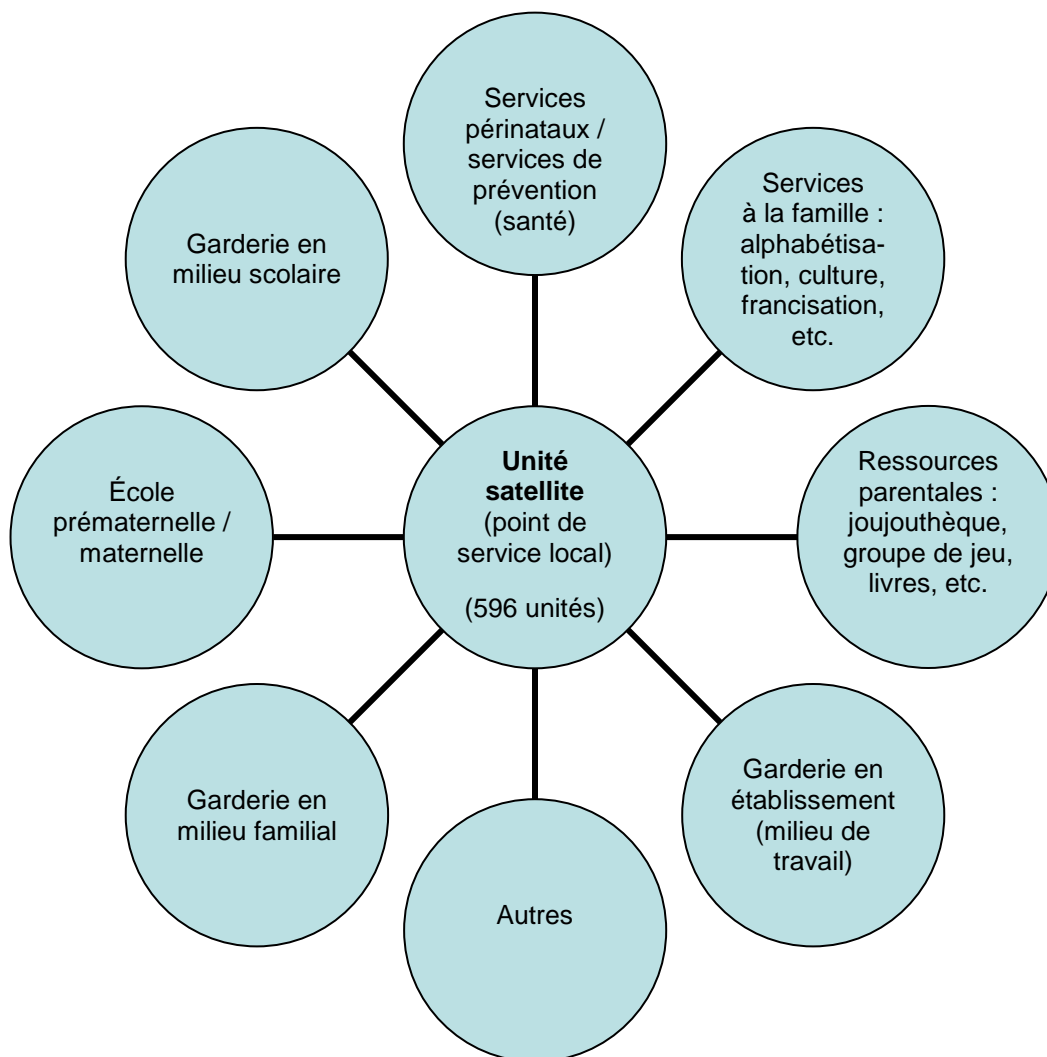 Services
périnataux /
services de
prévention
(santé)
Services
à la famille :
alphabétisa-
tion, culture,
francisation,
etc.
Garderie en
milieu scolaire
Unité
satellite
(point de
service local)
(596 unités)
Ressources
parentales :
joujouthèque,
groupe de jeu,
livres, etc.
École
prématernelle /
maternelle
Garderie en
milieu familial
Garderie en
établissement
(milieu de
travail)
Autres